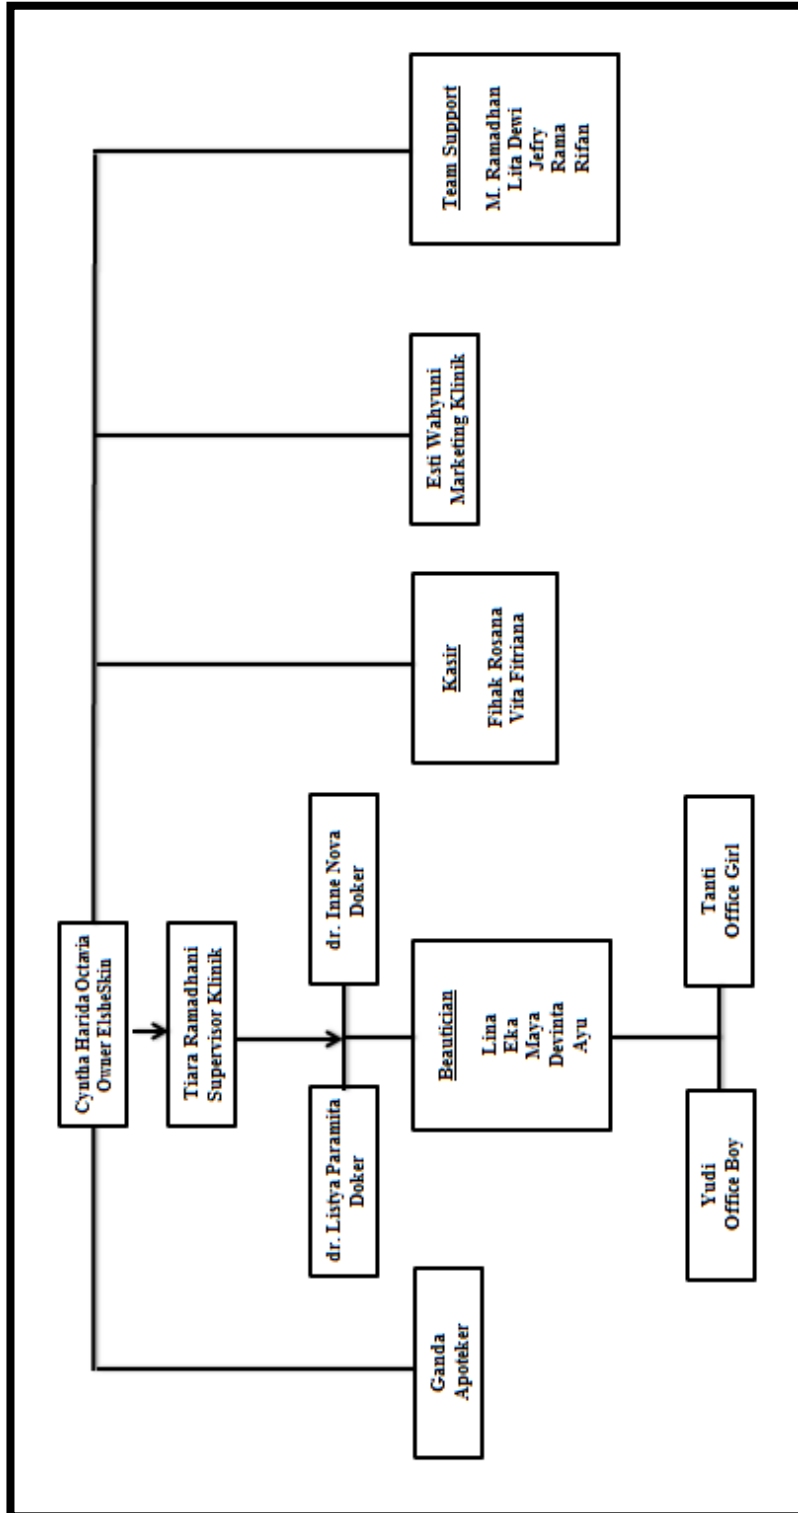 Cyntha Harida Octavia
Owner ElsheSkin
Tiara Ramadhani
Supervisor Klinik
dr. Listya Paramita
Doker
dr. Inne Nova
Doker
Ganda
Apoteker
Beautician
Lina
Eka
Maya
Devinta
Ayu
Kasir
Fihak Rosana
Vita Fitriana
Esti Wahyuni
Marketing Klinik
Team Support
M. Ramadhan
Lita Dewi
Jefry
Rama
Rifan
Yudi
Office Boy
Tanti
Office Girl